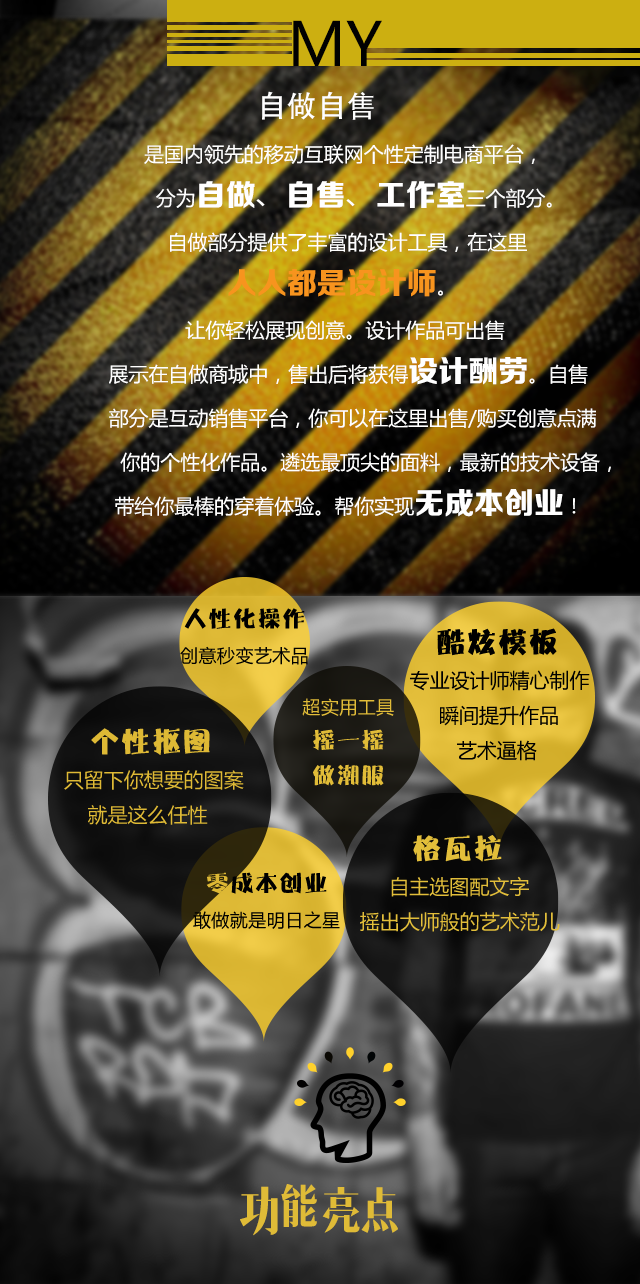 MY
自做自售
是国内领先的移动互联网个性定制电商平台，
分为自做、自售、工作室三个部分。
自做部分提供了丰富的设计工具，在这里
人人都是设计师。
让你轻松展现创意。设计作品可出售
展示在自做商城中，售出后将获得设计酬劳。自售
部分是互动销售平台，你可以在这里出售/购买创意点满
你的个性化作品。遴选最顶尖的面料，最新的技术设备，
带给你最棒的穿着体验。帮你实现无成本创业！
人性化操作
创意秒变艺术品
酷炫模板
专业设计师精心制作
瞬间提升作品
艺术逼格
超实用工具
摇一摇
做潮服
个性抠图
只留下你想要的图案
就是这么任性
格瓦拉
自主选图配文字
摇出大师般的艺术范儿
零成本创业
敢做就是明日之星
功能亮点